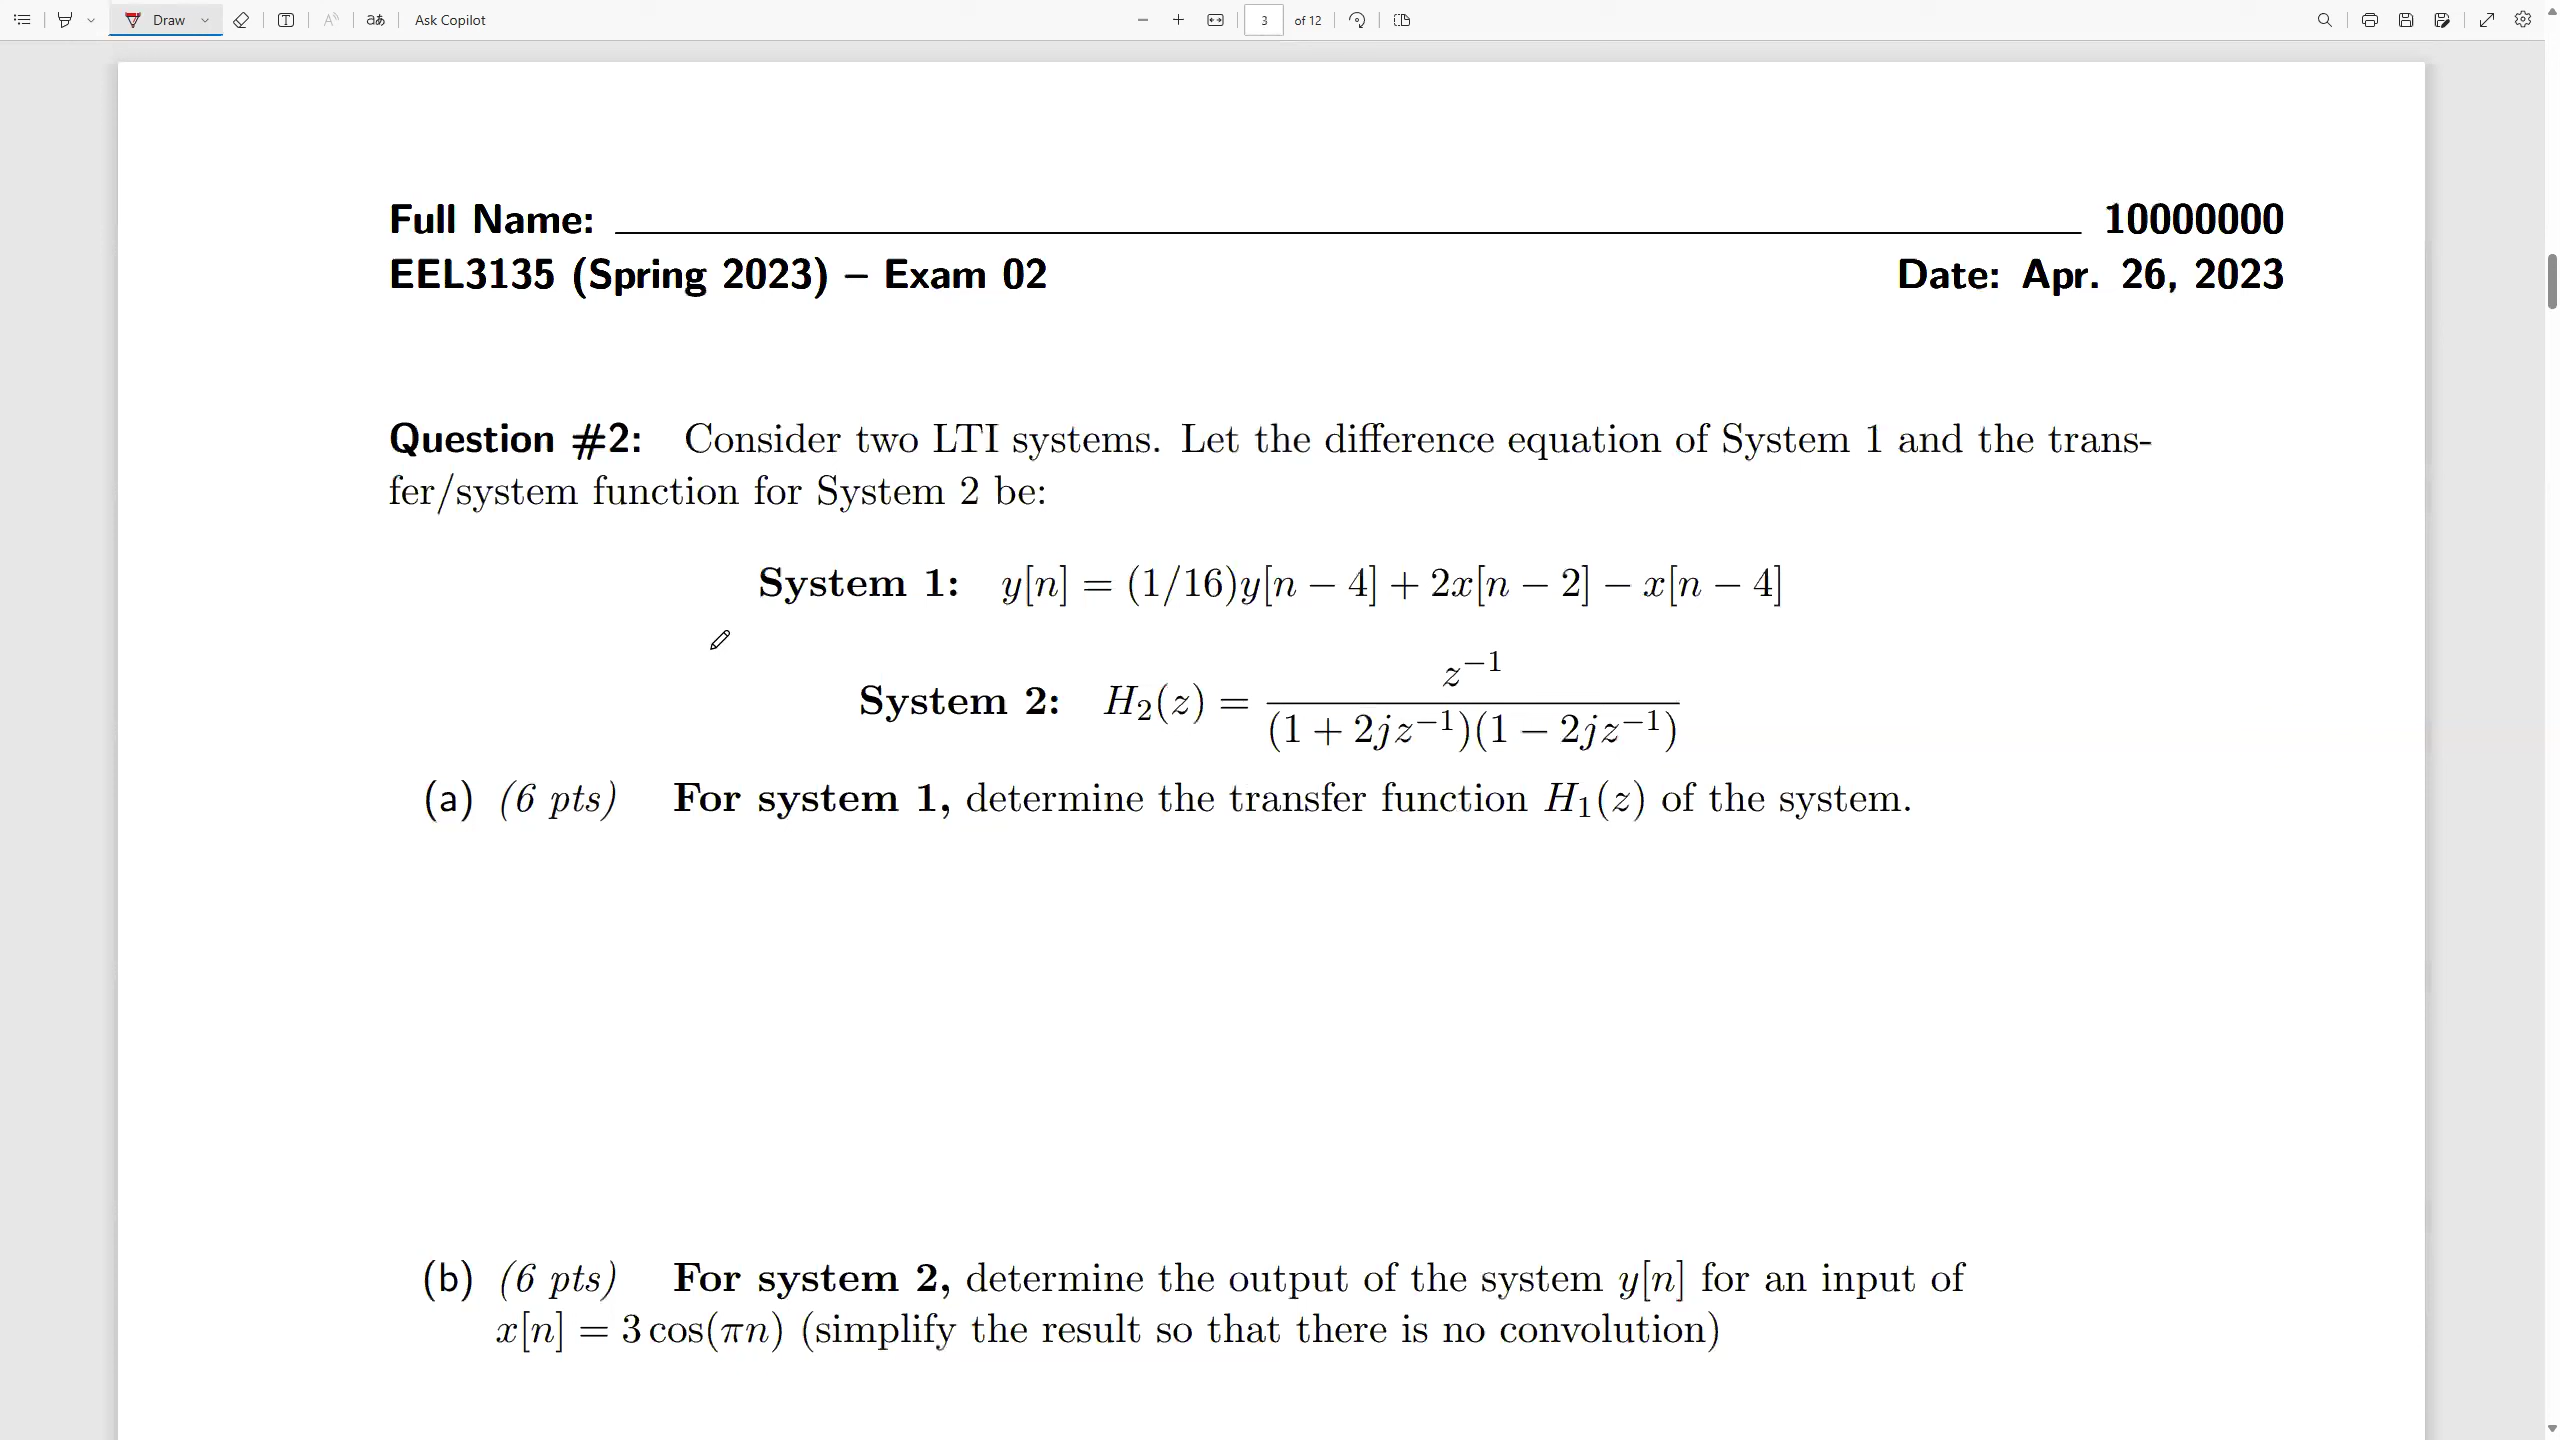 Draw aあ Ask Copilot 3 of 12
Full Name: 10000000
EEL3135 (Spring 2023) – Exam 02 Date: Apr. 26, 2023
Question #2: Consider two LTI systems. Let the difference equation of System 1 and the trans-
fer/system function for System 2 be:
System 1: y[n] = (1/16)y[n − 4] + 2x[n − 2] − x[n − 4]
System 2: H₂(z) = z⁻¹ / (1 + 2jz⁻¹)(1 − 2jz⁻¹)
(a) (6 pts) For system 1, determine the transfer function H₁(z) of the system.
(b) (6 pts) For system 2, determine the output of the system y[n] for an input of
x[n] = 3 cos(πn) (simplify the result so that there is no convolution)